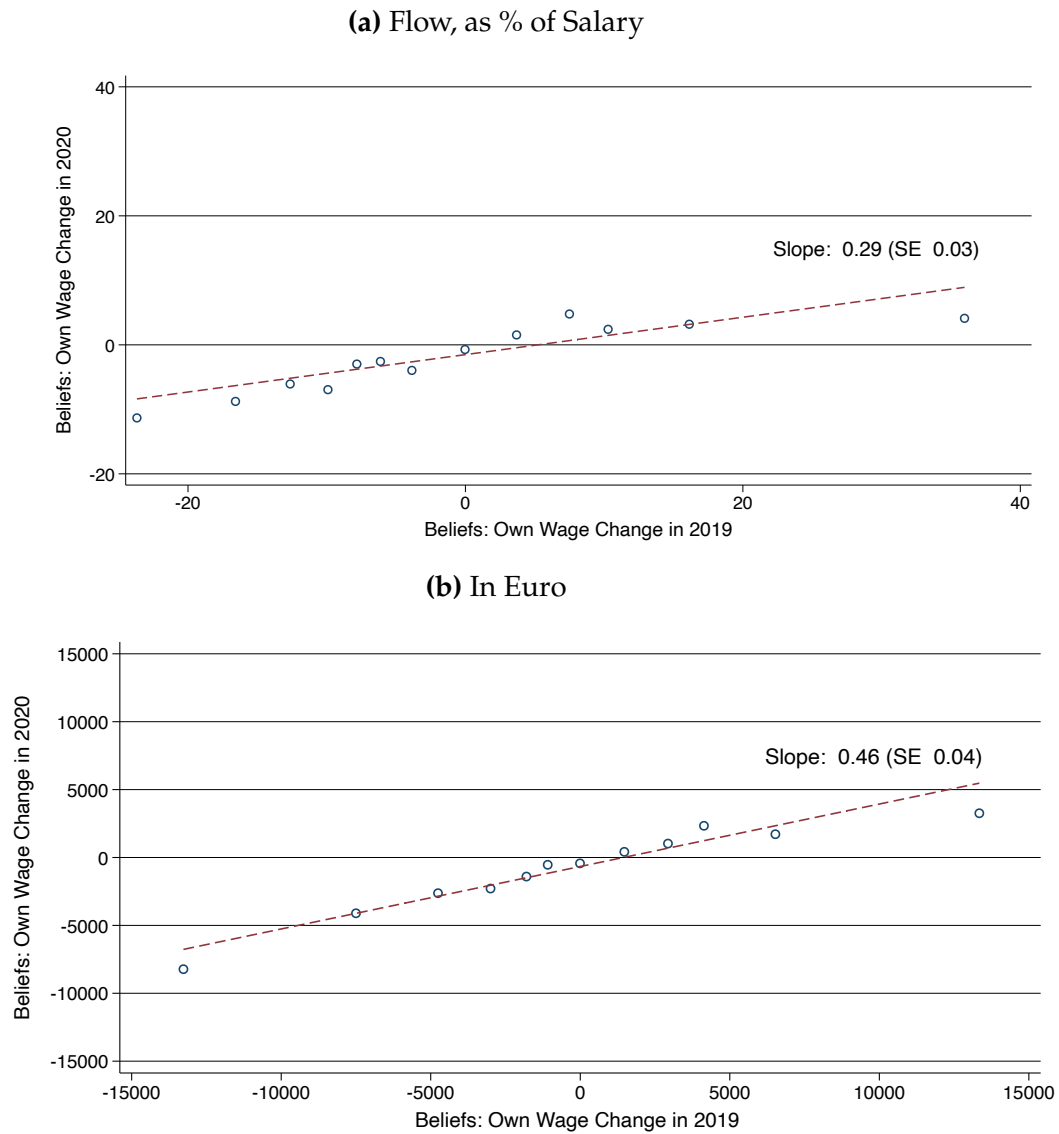 (a) Flow, as % of Salary
Beliefs: Own Wage Change in 2020
40
20
0
-20
Slope: 0.29 (SE 0.03)
-20 0 20 40
Beliefs: Own Wage Change in 2019
(b) In Euro
Beliefs: Own Wage Change in 2020
15000
10000
5000
0
-5000
-10000
-15000
Slope: 0.46 (SE 0.04)
-15000 -10000 -5000 0 5000 10000 15000
Beliefs: Own Wage Change in 2019